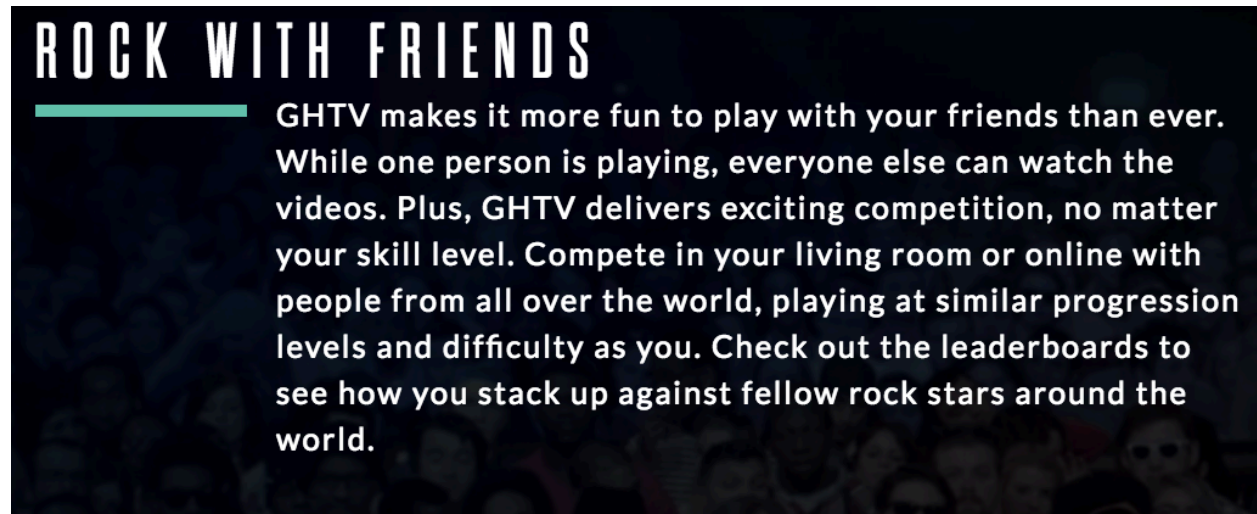 ROCK WITH FRIENDS
GHTV makes it more fun to play with your friends than ever.
While one person is playing, everyone else can watch the
videos. Plus, GHTV delivers exciting competition, no matter
your skill level. Compete in your living room or online with
people from all over the world, playing at similar progression
levels and difficulty as you. Check out the leaderboards to
see how you stack up against fellow rock stars around the
world.